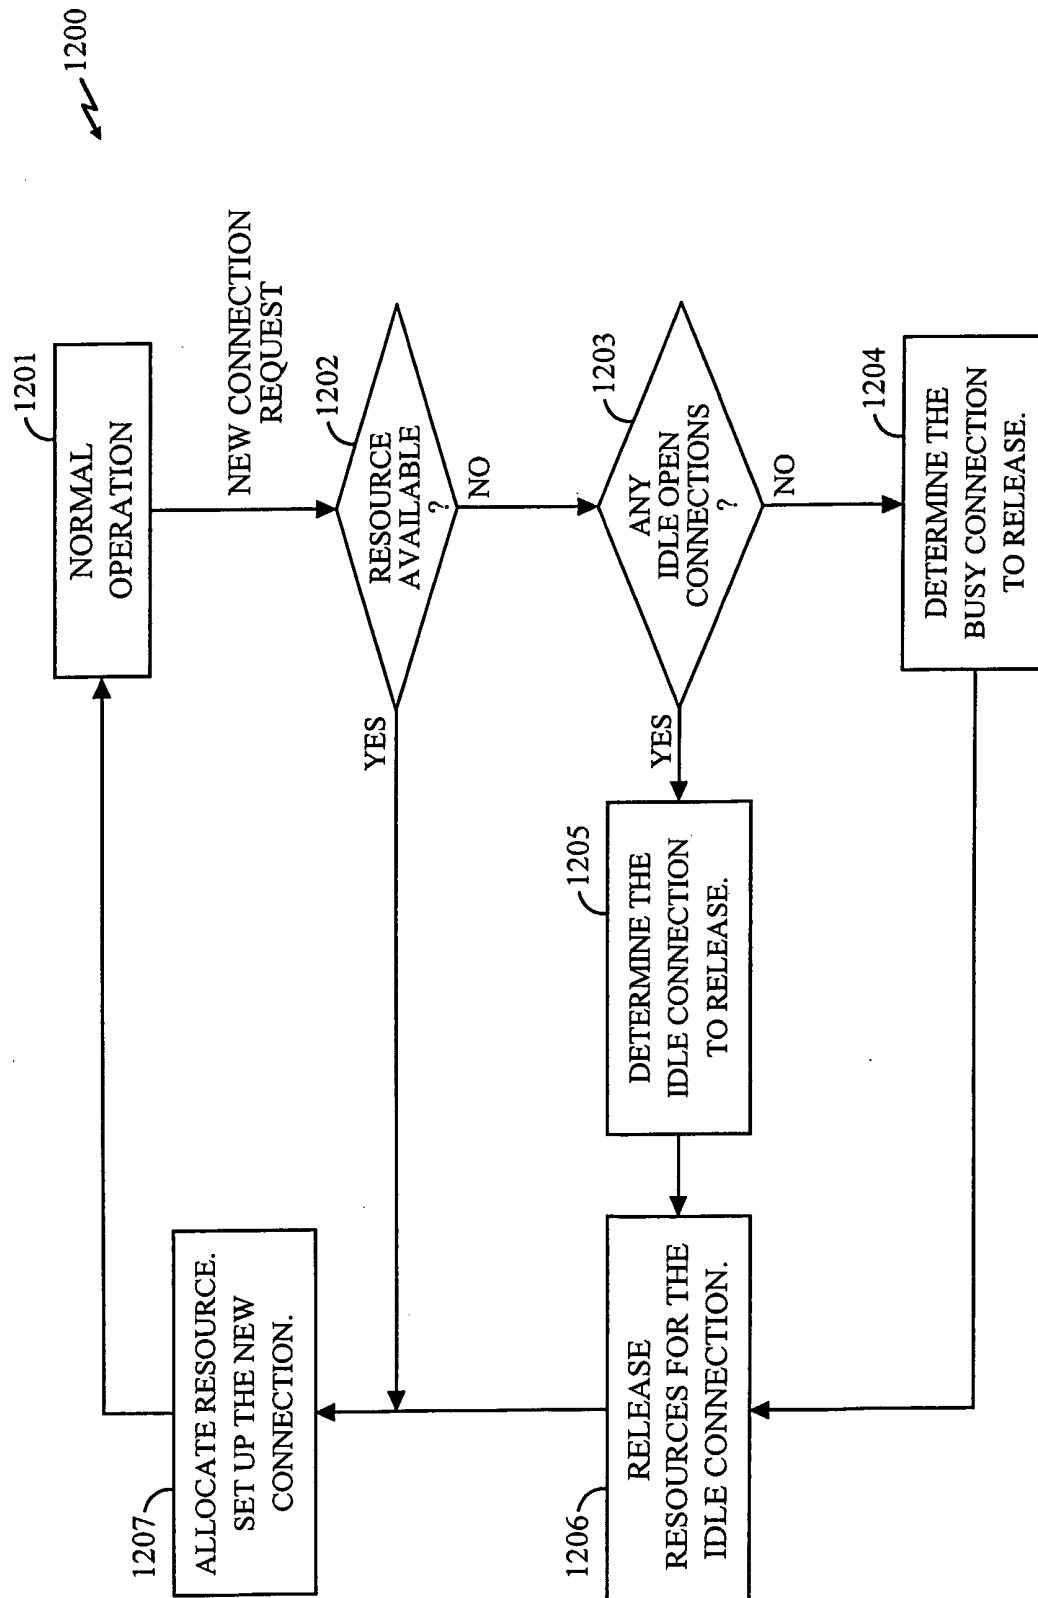 1200
1201
NORMAL
OPERATION
NEW CONNECTION
REQUEST
1202
RESOURCE
AVAILABLE
?
YES
NO
1203
ANY
IDLE OPEN
CONNECTIONS
?
YES
NO
1204
DETERMINE THE
BUSY CONNECTION
TO RELEASE.
1205
DETERMINE THE
IDLE CONNECTION
TO RELEASE.
1206
RELEASE
RESOURCES FOR THE
IDLE CONNECTION.
1207
ALLOCATE RESOURCE.
SET UP THE NEW
CONNECTION.